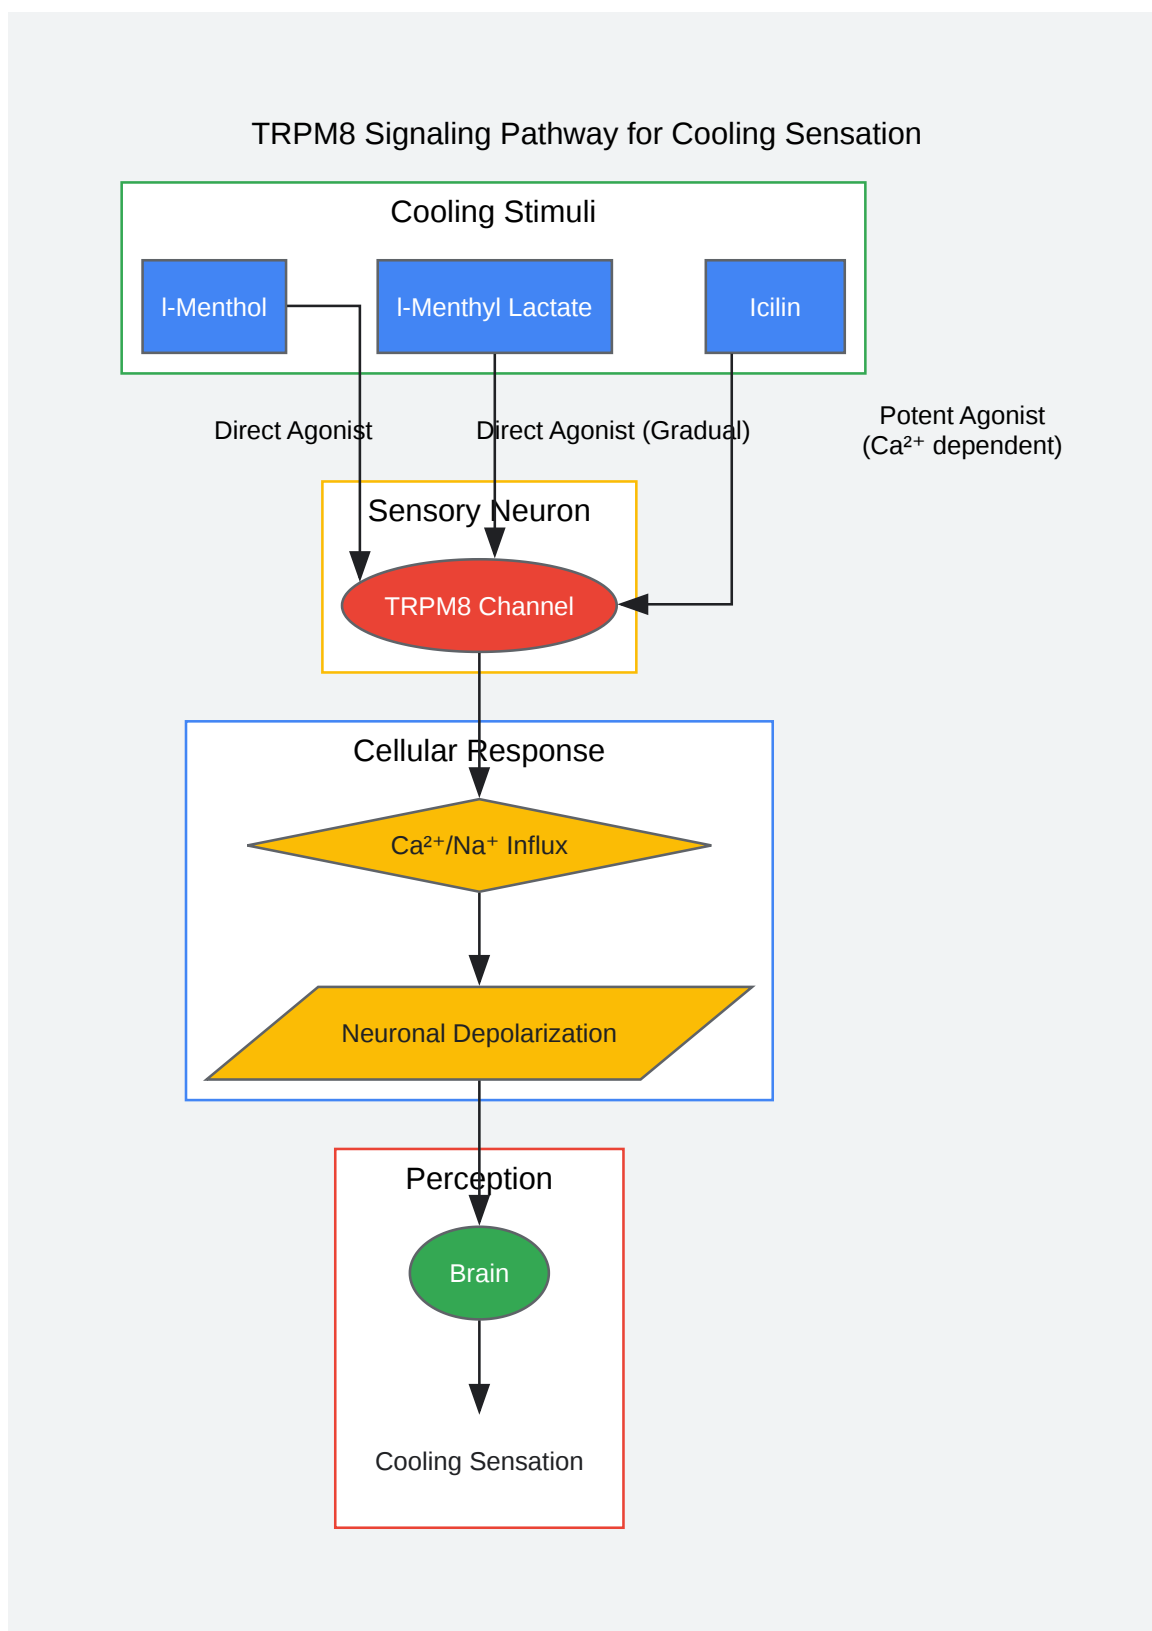 TRPM8 Signaling Pathway for Cooling Sensation
Cooling Stimuli
l-Menthol
l-Menthyl Lactate
Icilin
Direct Agonist
Direct Agonist (Gradual)
Potent Agonist
(Ca²⁺ dependent)
Sensory Neuron
TRPM8 Channel
Cellular Response
Ca²⁺/Na⁺ Influx
Neuronal Depolarization
Perception
Brain
Cooling Sensation